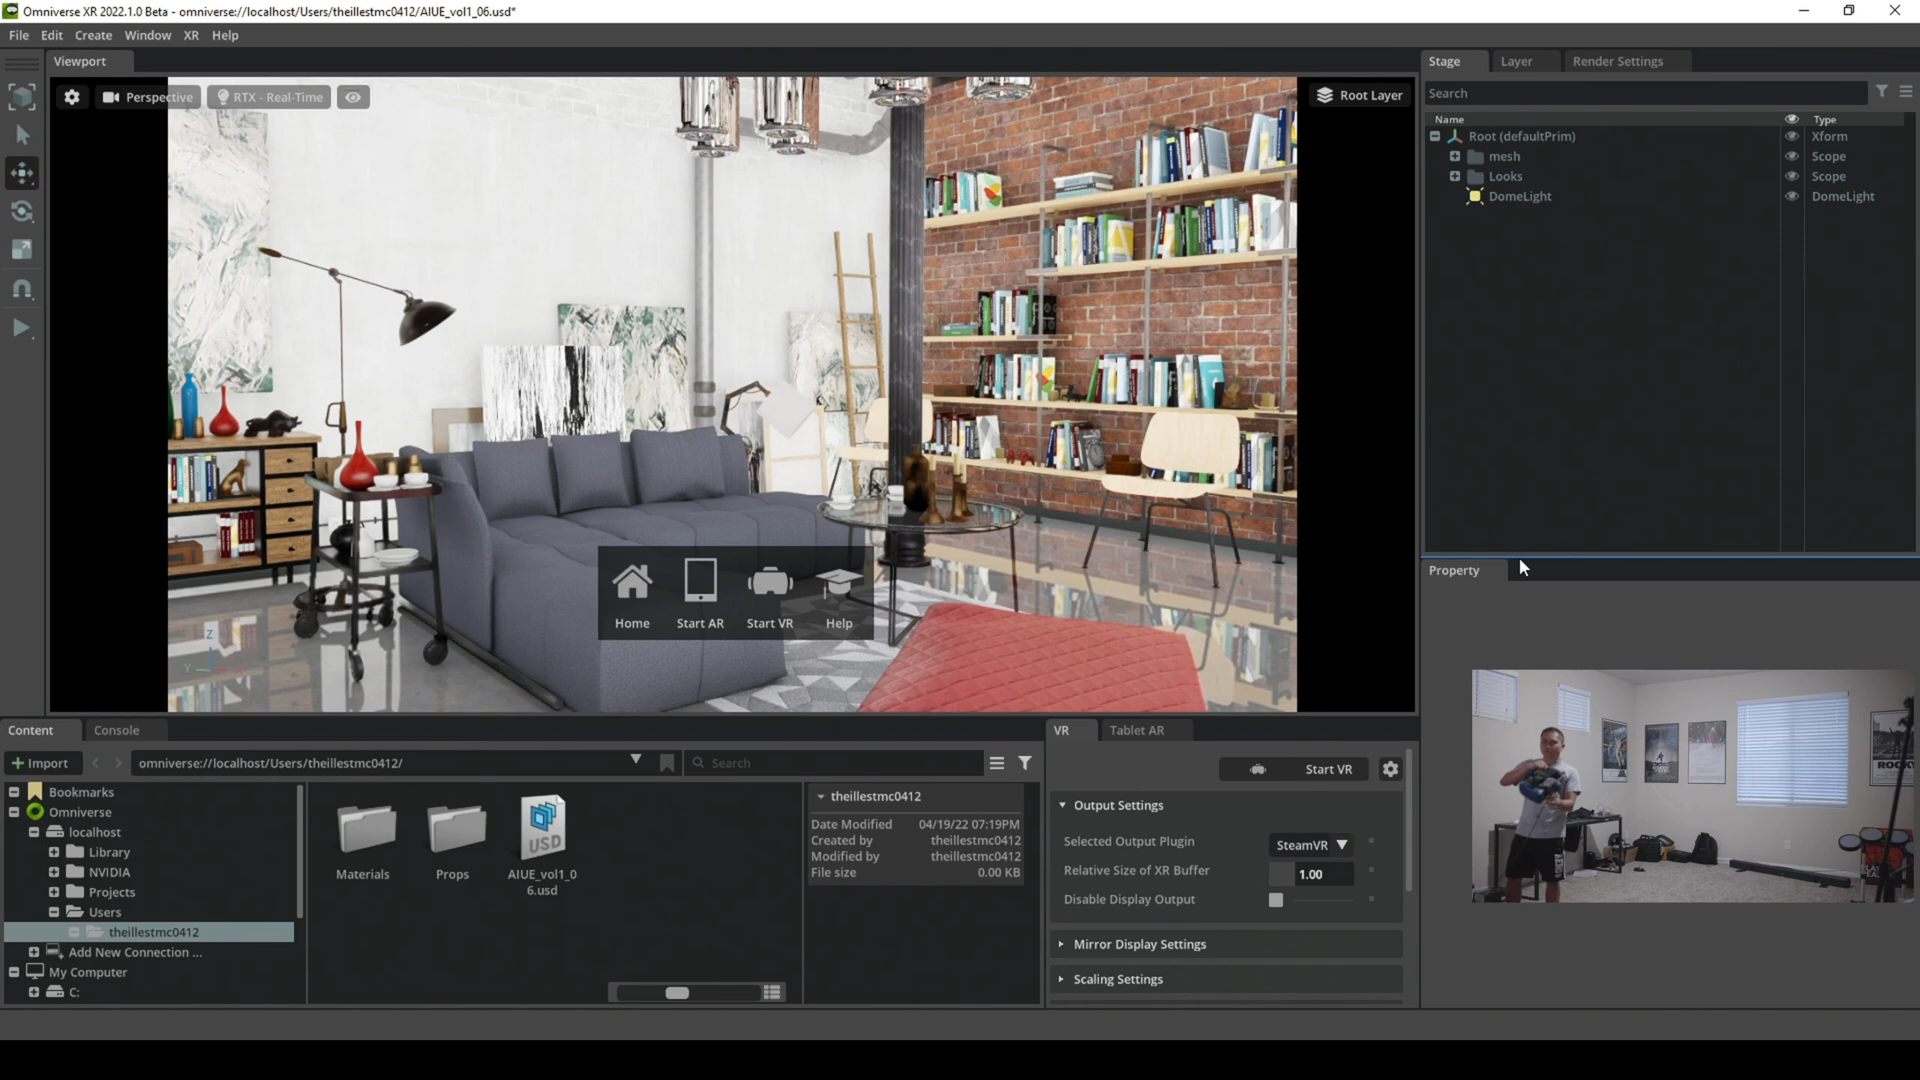 Omniverse XR 2022.1.0 Beta - omniverse://localhost/Users/theillestmc0412/AIUE_vol1_06.usd*
File Edit Create Window XR Help
Viewport
Stage Layer Render Settings
Perspective
RTX - Real-Time
Root Layer
Search
Name Type
Root (defaultPrim) Xform
mesh Scope
Looks Scope
DomeLight DomeLight
Z
Y
Home Start AR Start VR Help
Property
Content Console
Import
omniverse://localhost/Users/theillestmc0412/
Search
Bookmarks
Omniverse
localhost
Library
NVIDIA
Projects
Users
theillestmc0412
Add New Connection ...
My Computer
C:
Materials
Props
USD
AIUE_vol1_0
6.usd
theillestmc0412
Date Modified 04/19/22 07:19PM
Created by theillestmc0412
Modified by theillestmc0412
File size 0.00 KB
VR Tablet AR
Start VR
Output Settings
Selected Output Plugin SteamVR
Relative Size of XR Buffer 1.00
Disable Display Output
Mirror Display Settings
Scaling Settings
ROCKY